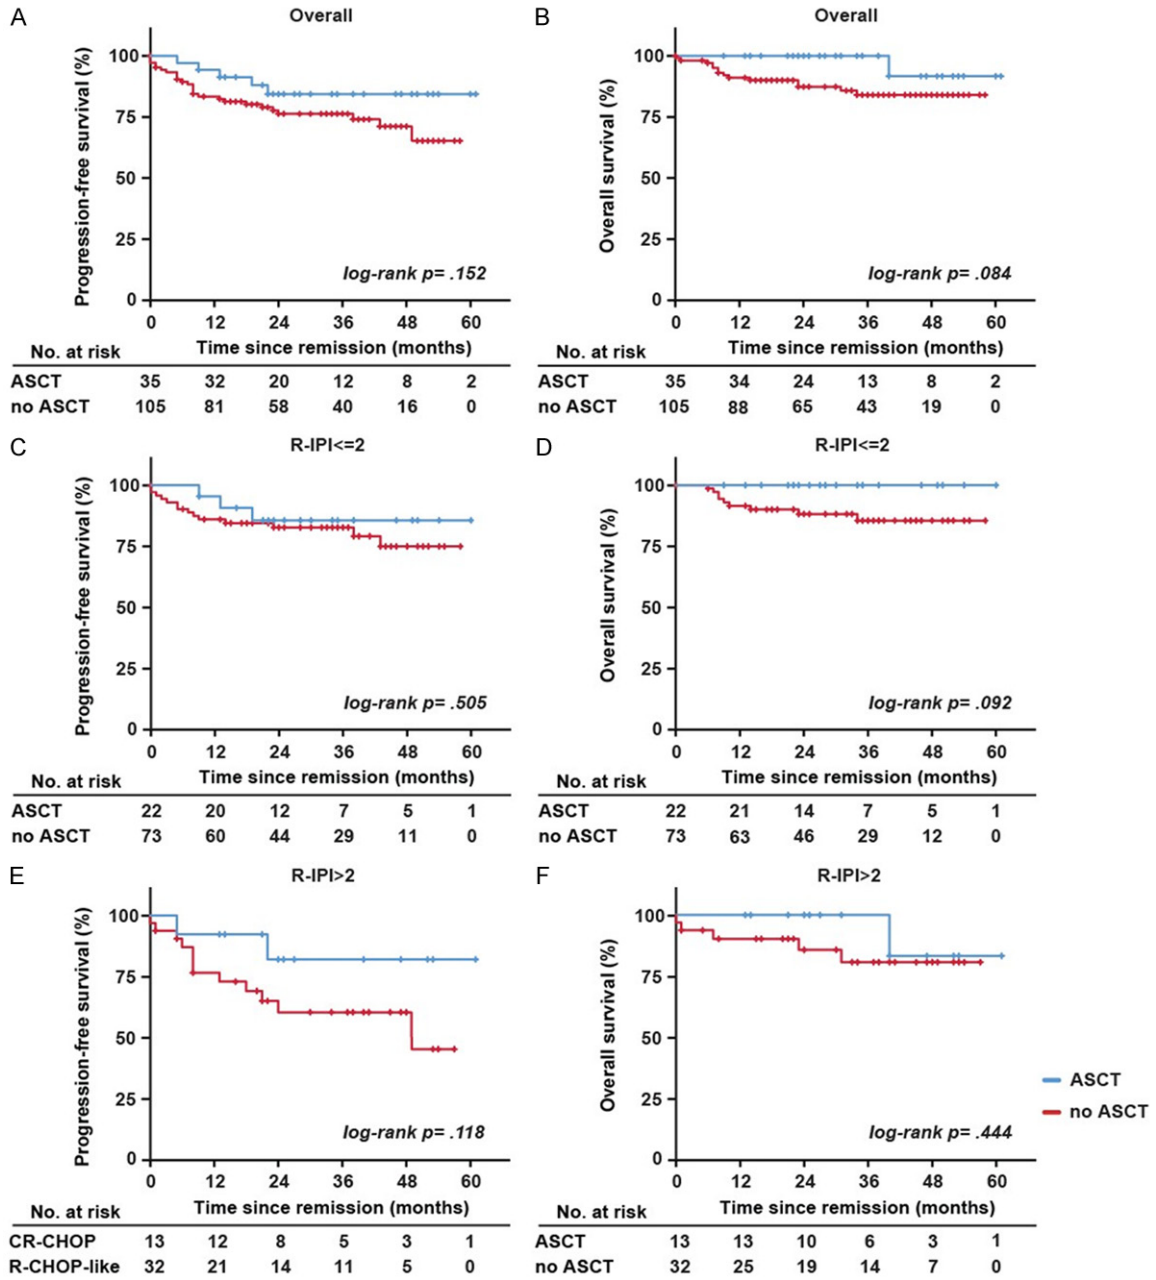 A
Overall
Progression-free survival (%)
100
75
50
25
0
log-rank p= .152
0 12 24 36 48 60
No. at risk Time since remission (months)
ASCT 35 32 20 12 8 2
no ASCT 105 81 58 40 16 0
B
Overall
Overall survival (%)
100
75
50
25
0
log-rank p= .084
0 12 24 36 48 60
No. at risk Time since remission (months)
ASCT 35 34 24 13 8 2
no ASCT 105 88 65 43 19 0
C
R-IPI<=2
Progression-free survival (%)
100
75
50
25
0
log-rank p= .505
0 12 24 36 48 60
No. at risk Time since remission (months)
ASCT 22 20 12 7 5 1
no ASCT 73 60 44 29 11 0
D
R-IPI<=2
Overall survival (%)
100
75
50
25
0
log-rank p= .092
0 12 24 36 48 60
No. at risk Time since remission (months)
ASCT 22 21 14 7 5 1
no ASCT 73 63 46 29 12 0
E
R-IPI>2
Progression-free survival (%)
100
75
50
25
0
log-rank p= .118
0 12 24 36 48 60
No. at risk Time since remission (months)
CR-CHOP 13 12 8 5 3 1
R-CHOP-like 32 21 14 11 5 0
F
R-IPI>2
Overall survival (%)
100
75
50
25
0
log-rank p= .444
0 12 24 36 48 60
No. at risk Time since remission (months)
ASCT 13 13 10 6 3 1
no ASCT 32 25 19 14 7 0
ASCT
no ASCT